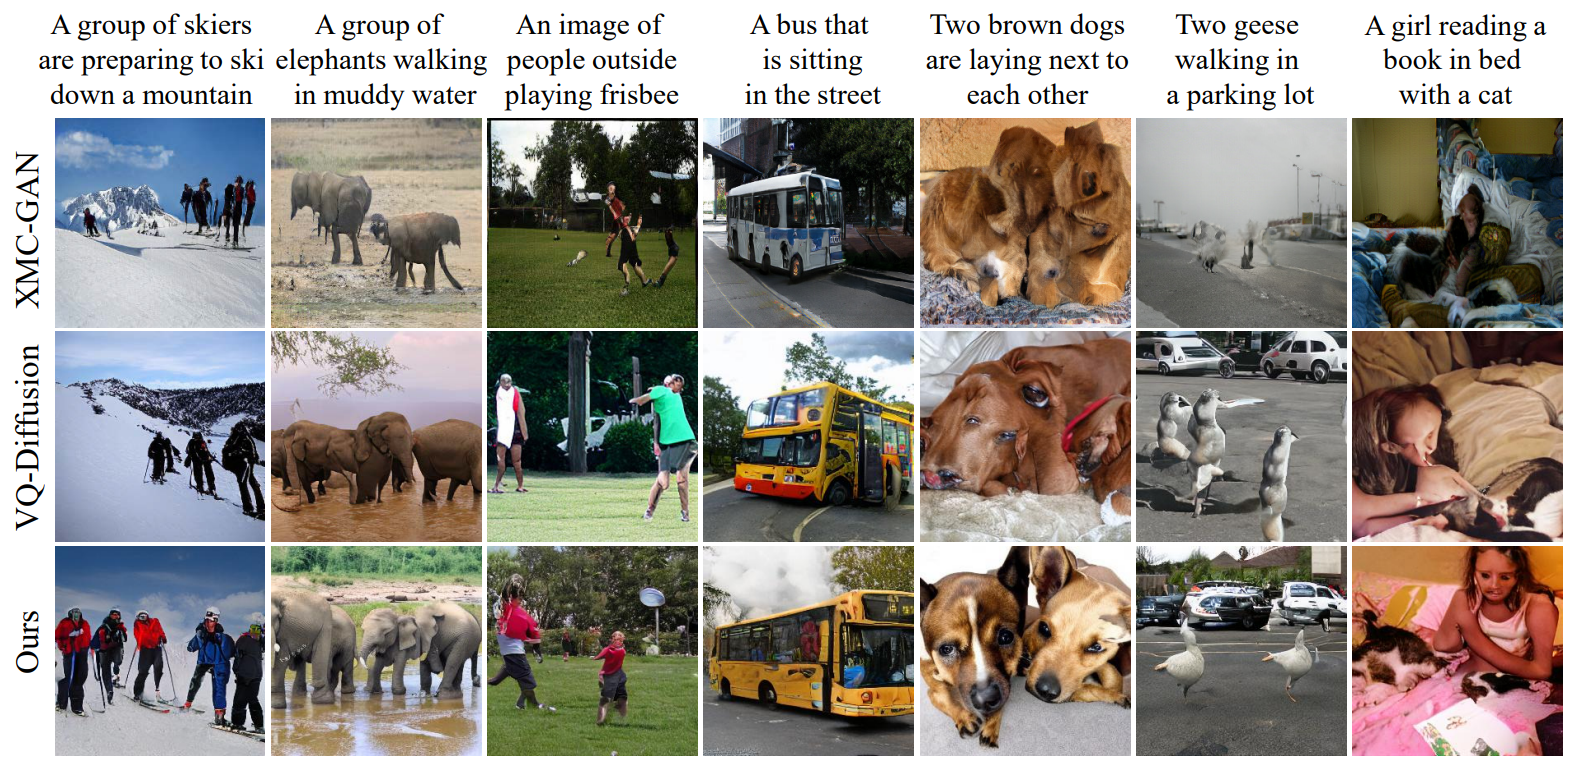 A group of skiers
are preparing to ski
down a mountain
A group of
elephants walking
in muddy water
An image of
people outside
playing frisbee
A bus that
is sitting
in the street
Two brown dogs
are laying next to
each other
Two geese
walking in
a parking lot
A girl reading a
book in bed
with a cat
XMC-GAN
VQ-Diffusion
Ours